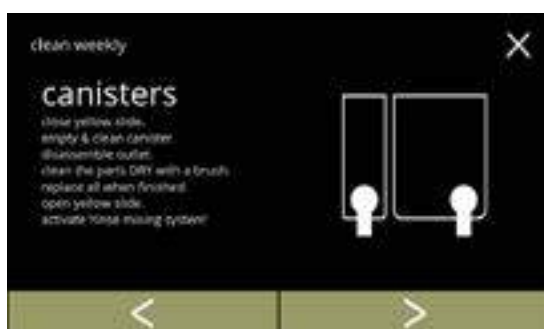 clean weekly
canisters
close yellow slide.
empty & clean canister.
disassemble outlet.
clean the parts DRY with a brush.
replace all when finished.
open yellow slide.
activate 'rinse mixing system'